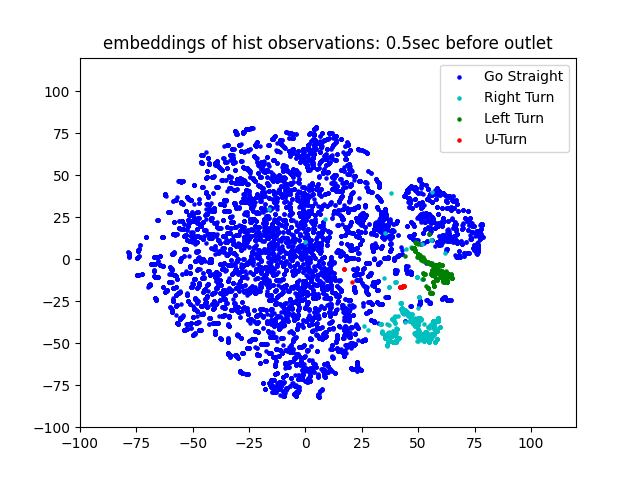 embeddings of hist observations: 0.5sec before outlet
Go Straight
Right Turn
Left Turn
U-Turn
100
75
50
25
0
−25
−50
−75
−100
−100 −75 −50 −25 0 25 50 75 100